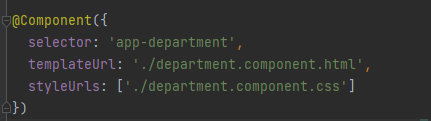 @Component({
  selector: 'app-department',
  templateUrl: './department.component.html',
  styleUrls: ['./department.component.css']
})